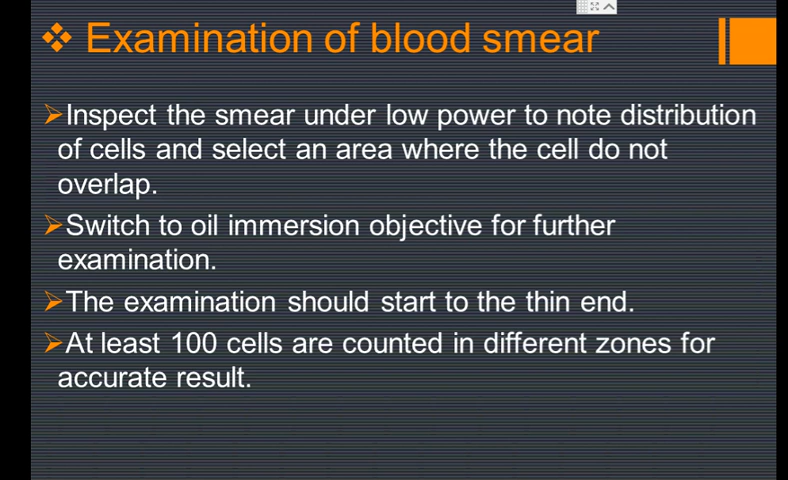 ❖ Examination of blood smear
➢Inspect the smear under low power to note distribution
of cells and select an area where the cell do not
overlap.
➢Switch to oil immersion objective for further
examination.
➢The examination should start to the thin end.
➢At least 100 cells are counted in different zones for
accurate result.